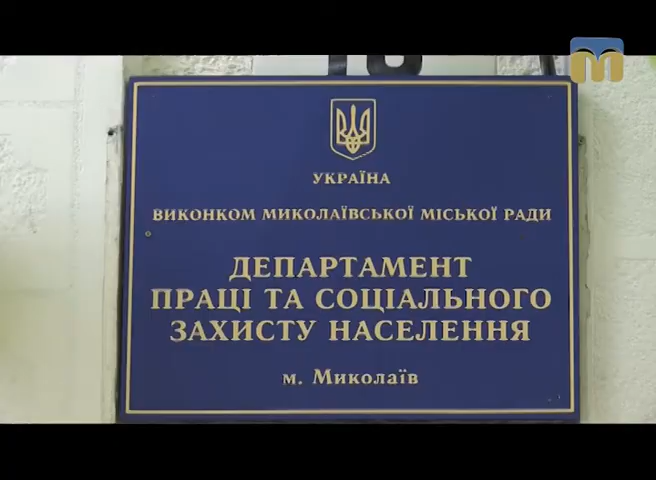 УКРАЇНА
ВИКОНКОМ МИКОЛАЇВСЬКОЇ МІСЬКОЇ РАДИ
ДЕПАРТАМЕНТ
ПРАЦІ ТА СОЦІАЛЬНОГО
ЗАХИСТУ НАСЕЛЕННЯ
м. Миколаїв